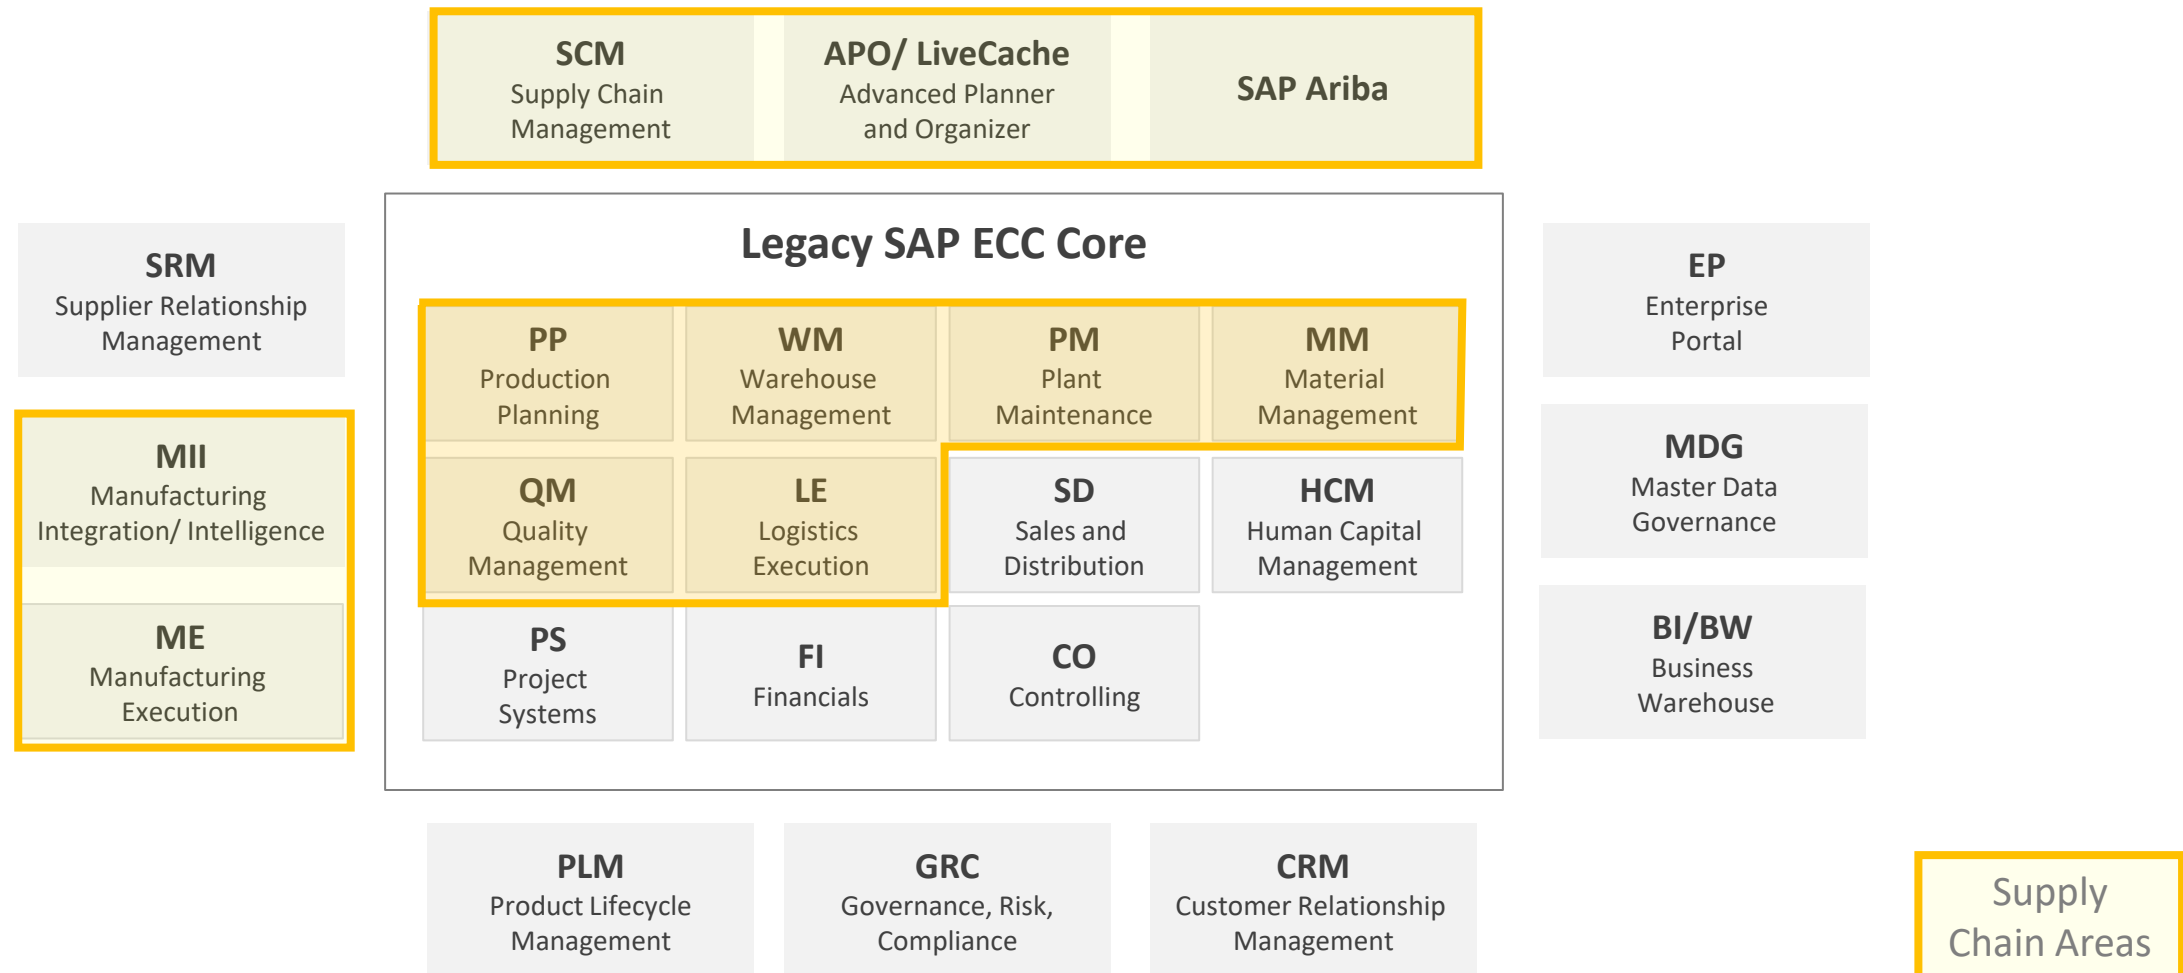 SCM
Supply Chain
Management
APO/ LiveCache
Advanced Planner
and Organizer
SAP Ariba
SRM
Supplier Relationship
Management
MII
Manufacturing
Integration/ Intelligence
ME
Manufacturing
Execution
Legacy SAP ECC Core
PP
Production
Planning
WM
Warehouse
Management
PM
Plant
Maintenance
MM
Material
Management
QM
Quality
Management
LE
Logistics
Execution
SD
Sales and
Distribution
HCM
Human Capital
Management
PS
Project
Systems
FI
Financials
CO
Controlling
EP
Enterprise
Portal
MDG
Master Data
Governance
BI/BW
Business
Warehouse
PLM
Product Lifecycle
Management
GRC
Governance, Risk,
Compliance
CRM
Customer Relationship
Management
Supply
Chain Areas